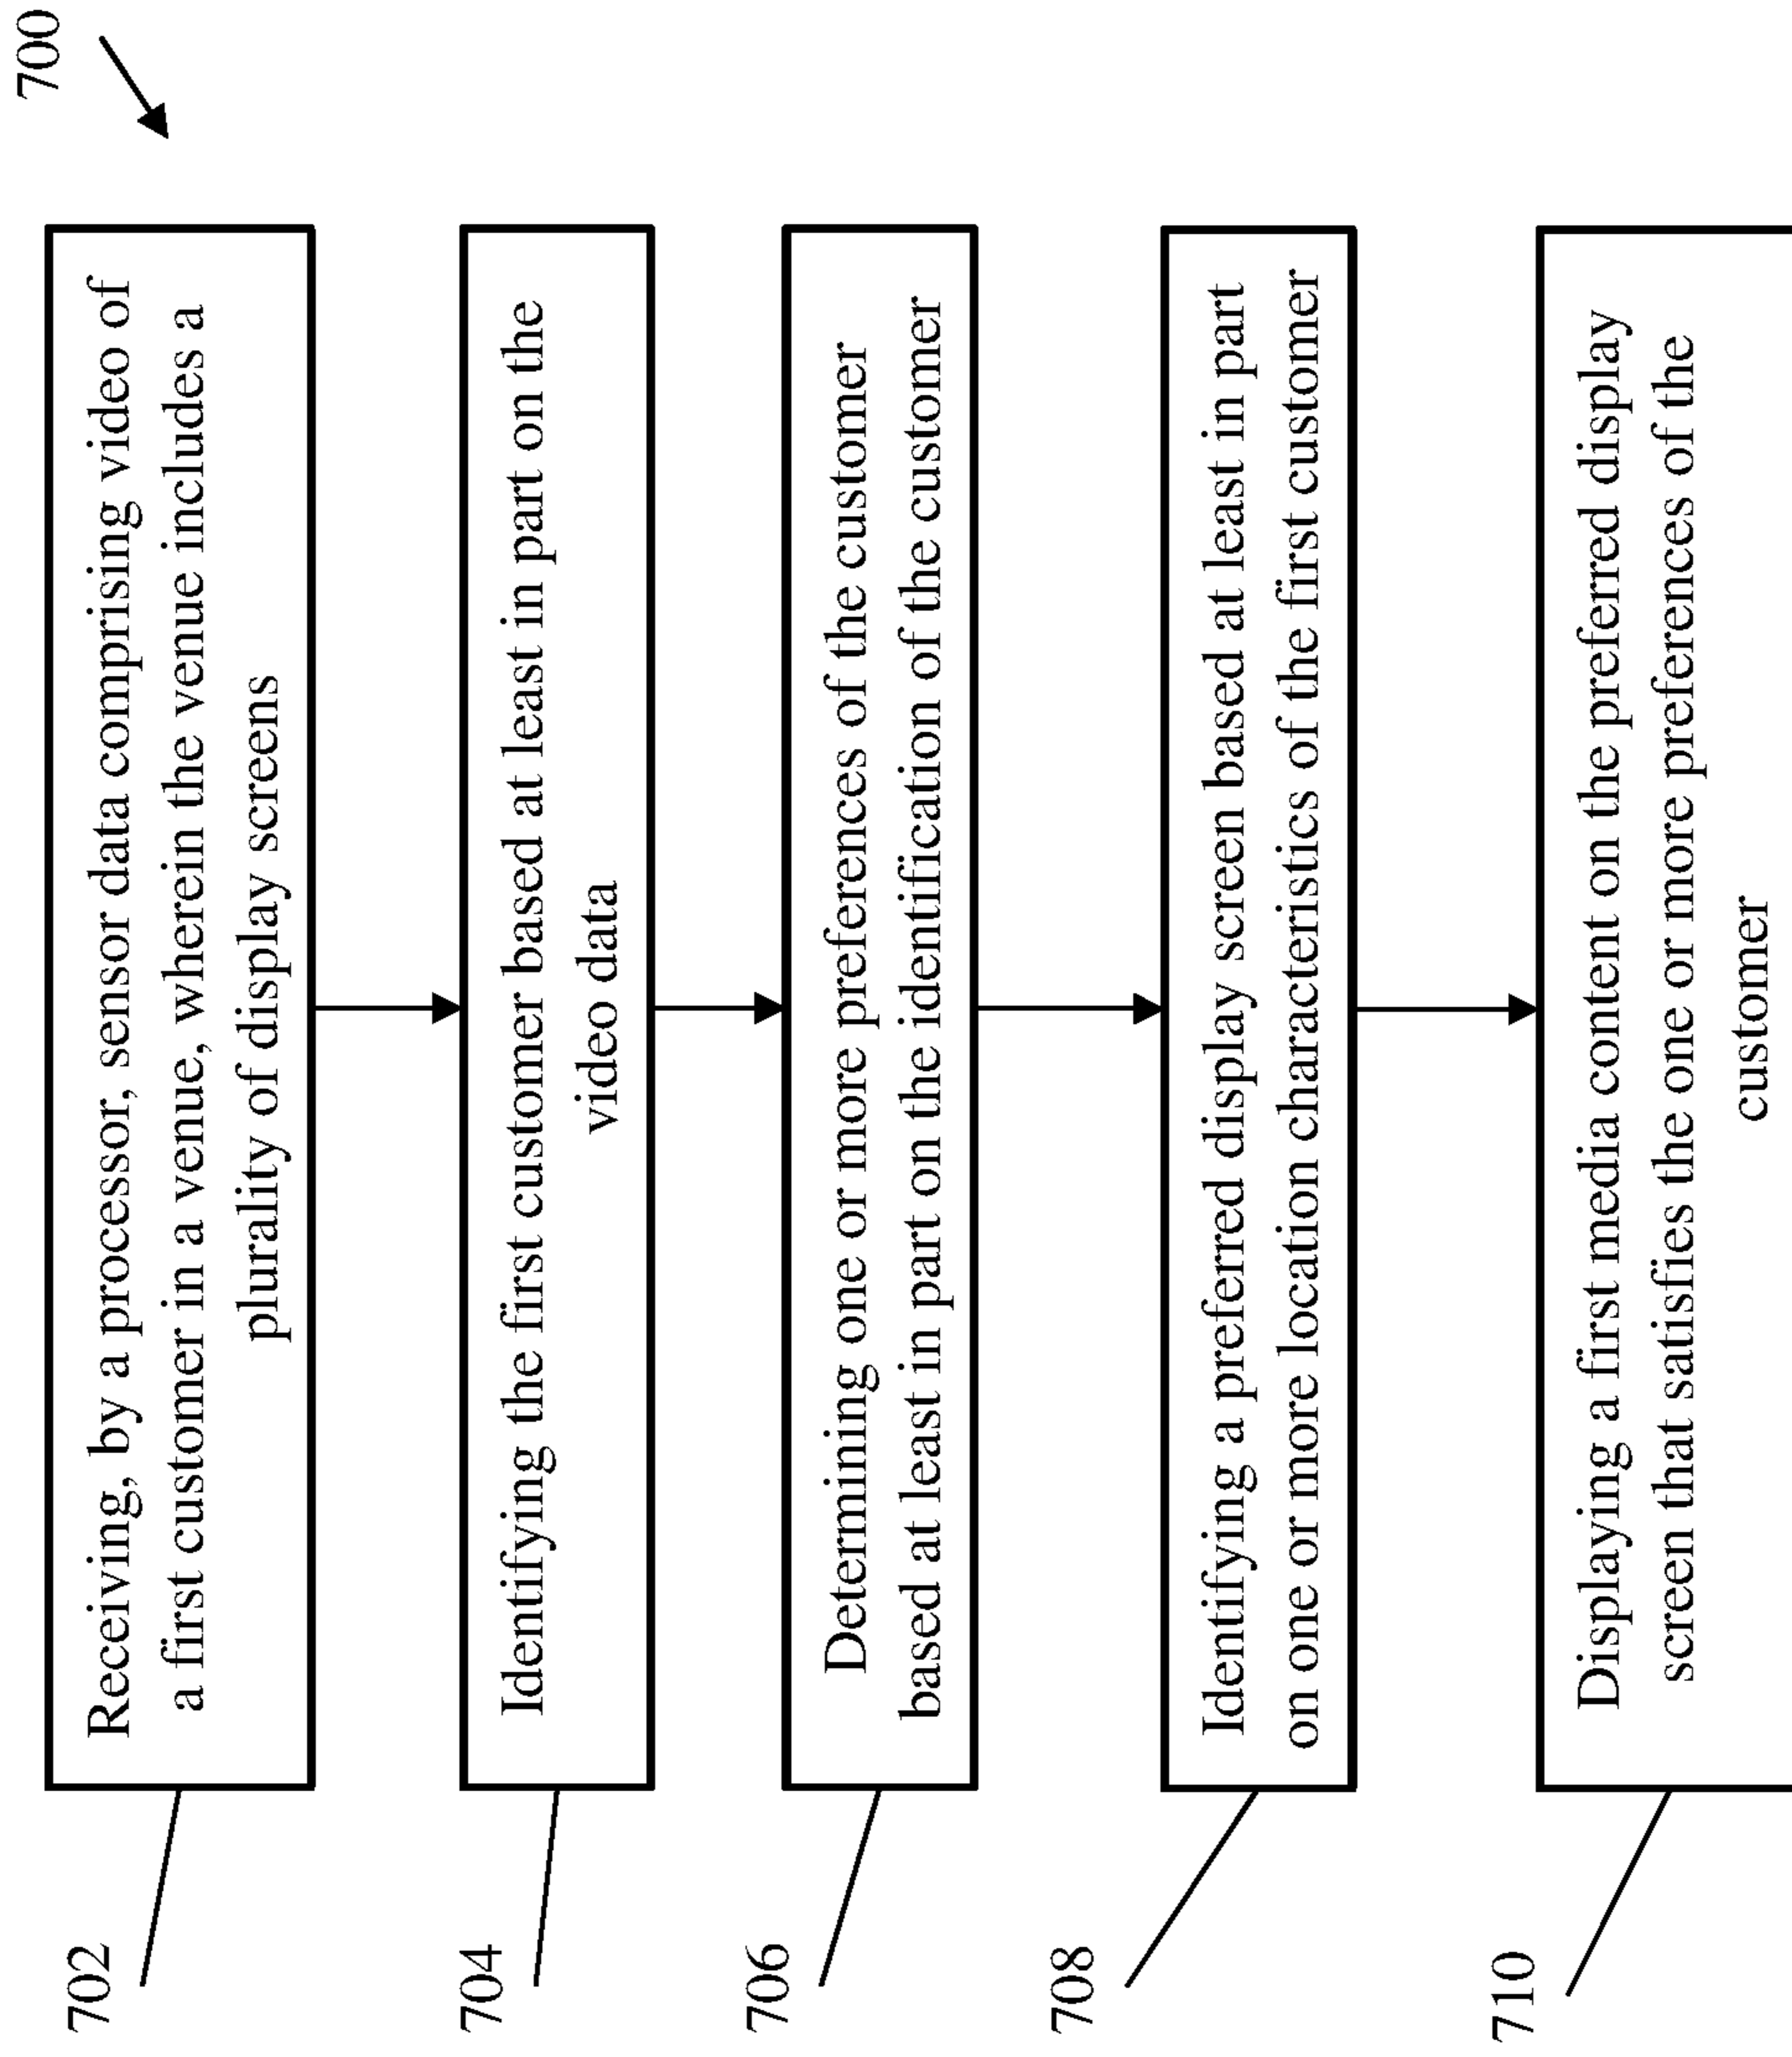 700
702
Receiving, by a processor, sensor data comprising video of
a first customer in a venue, wherein the venue includes a
plurality of display screens
704
Identifying the first customer based at least in part on the
video data
706
Determining one or more preferences of the customer
based at least in part on the identification of the customer
708
Identifying a preferred display screen based at least in part
on one or more location characteristics of the first customer
710
Displaying a first media content on the preferred display
screen that satisfies the one or more preferences of the
customer